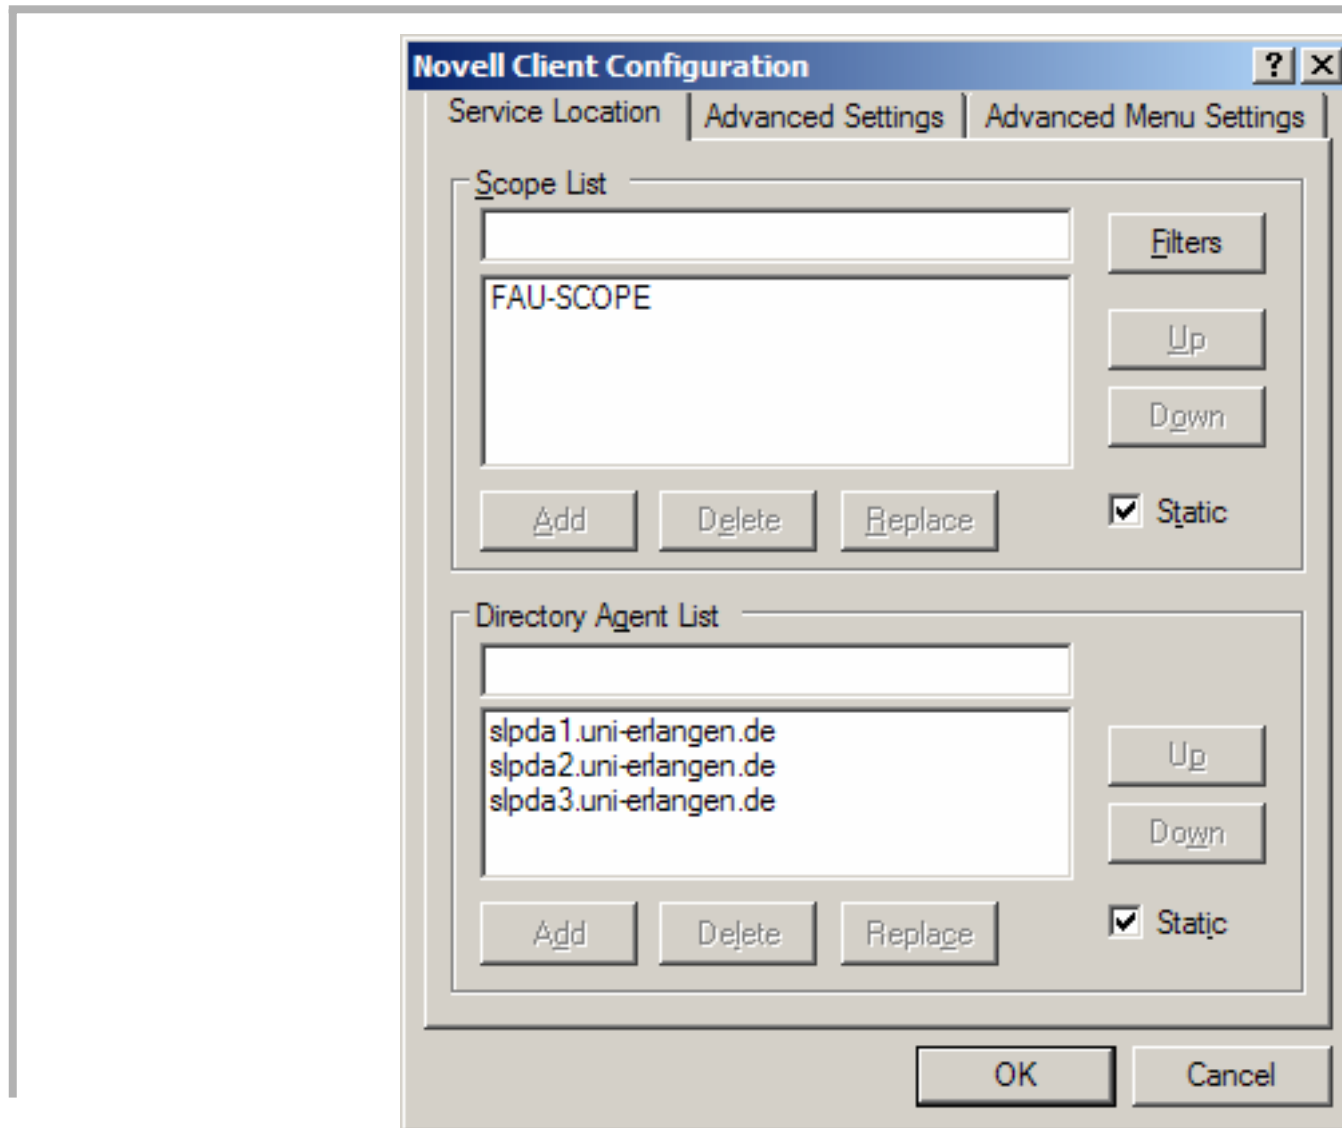 Novell Client Configuration
Service Location Advanced Settings Advanced Menu Settings
Scope List
Filters
FAU-SCOPE
Up
Down
Add Delete Replace Static
Directory Agent List
slpda1.uni-erlangen.de
slpda2.uni-erlangen.de
slpda3.uni-erlangen.de
Up
Down
Add Delete Replace Static
OK Cancel